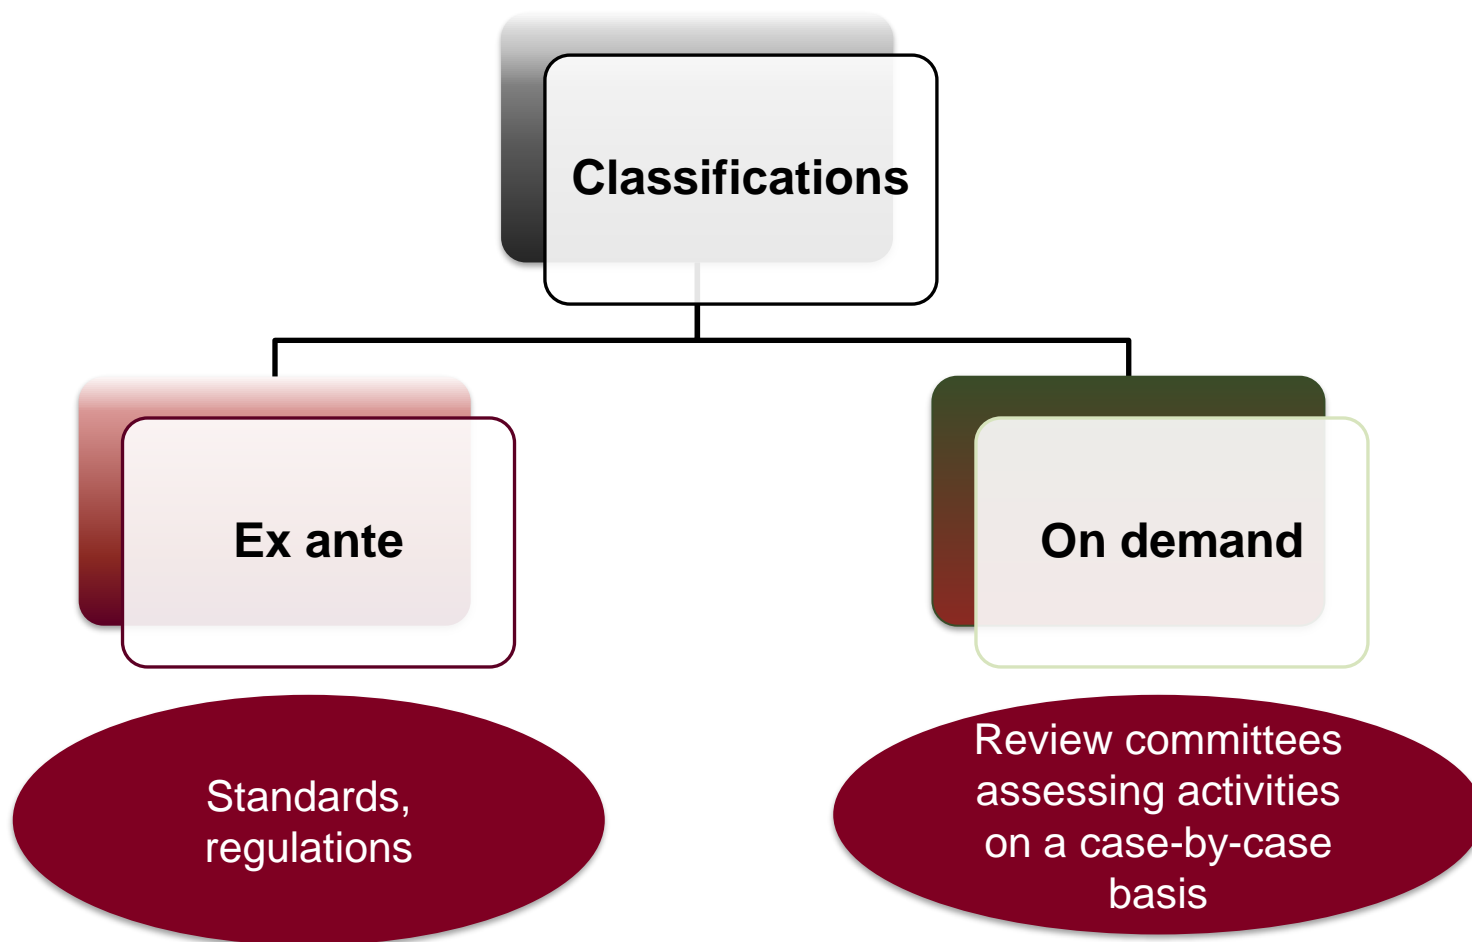 Classifications
Ex ante
On demand
Standards,
regulations
Review committees
assessing activities
on a case-by-case
basis